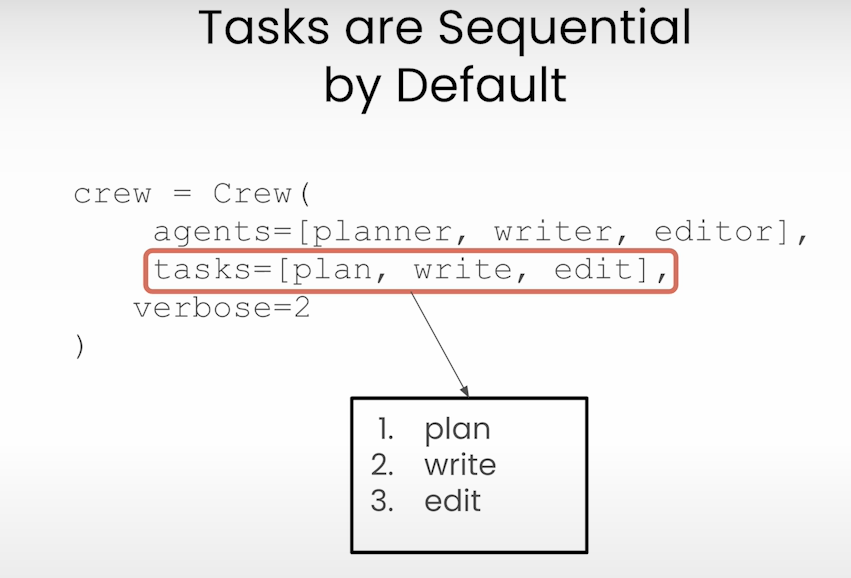 Tasks are Sequential
by Default
crew = Crew(
agents=[planner, writer, editor],
tasks=[plan, write, edit],
verbose=2
)
1. plan
2. write
3. edit